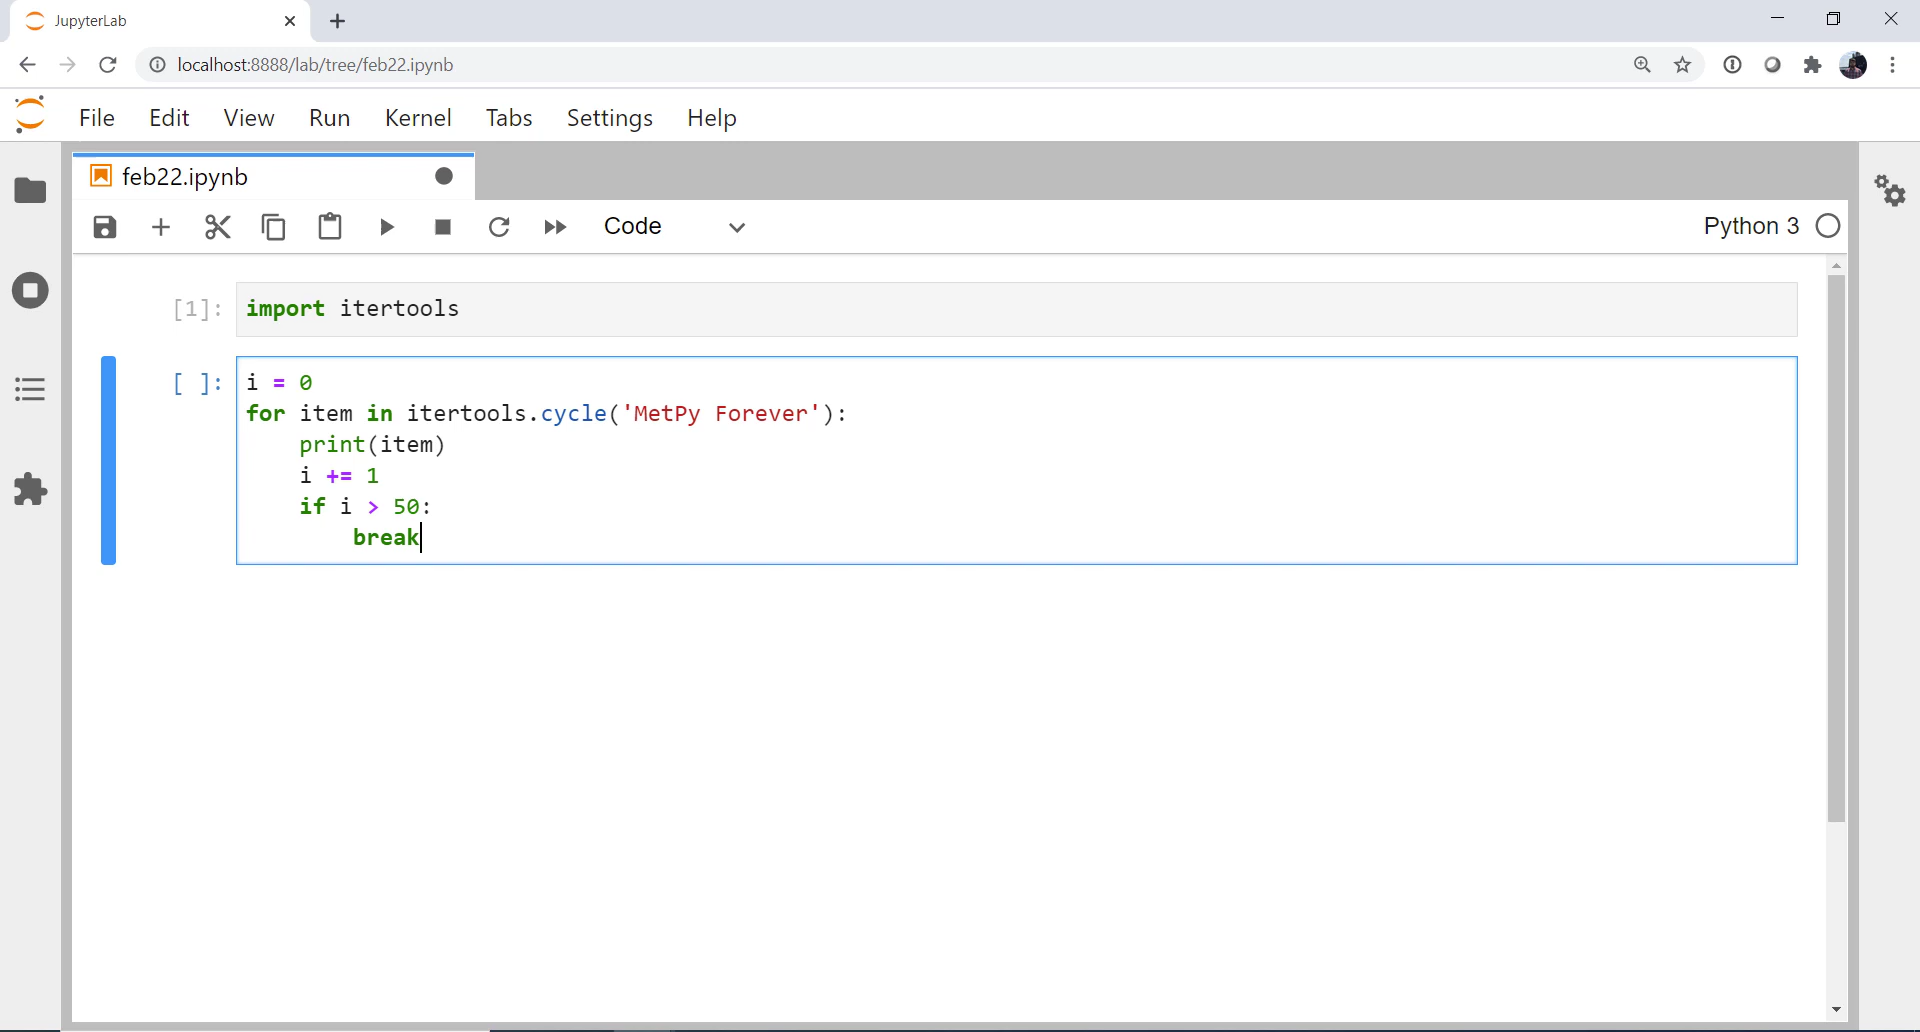 JupyterLab
localhost:8888/lab/tree/feb22.ipynb
File Edit View Run Kernel Tabs Settings Help
feb22.ipynb
Code Python 3
[1]: import itertools
[ ]: i = 0
for item in itertools.cycle('MetPy Forever'):
    print(item)
    i += 1
    if i > 50:
        break